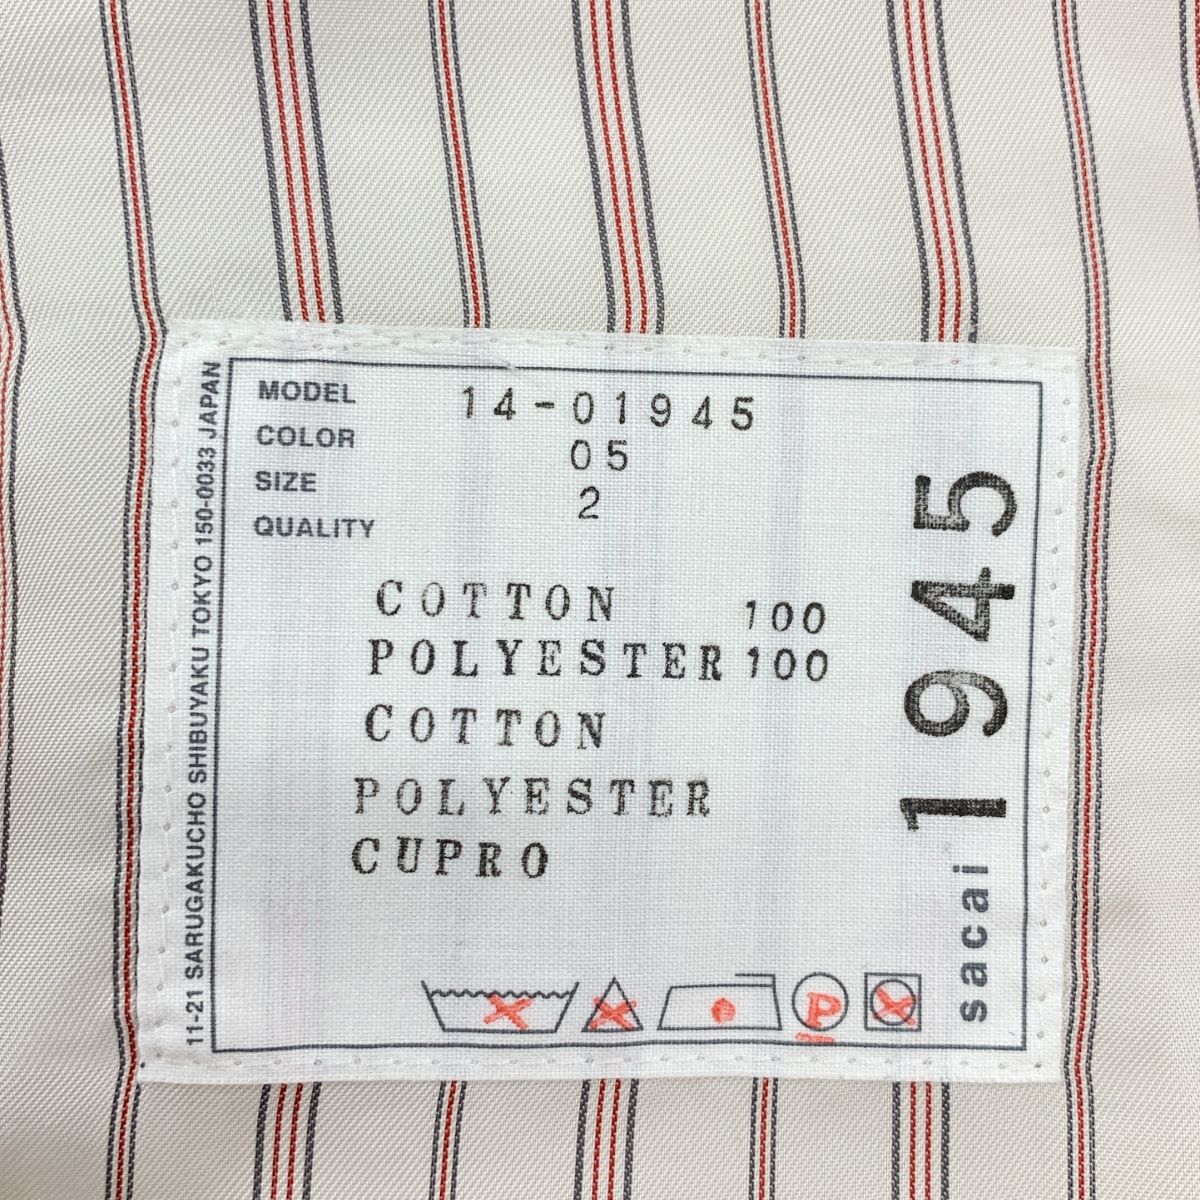 MODEL 14-01945
COLOR 05
SIZE 2
QUALITY
COTTON 100
POLYESTER 100
COTTON
POLYESTER
CUPRO
P
11-21 SARUGAKUCHO SHIBUYAKU TOKYO 150-0033 JAPAN
sacai 1945